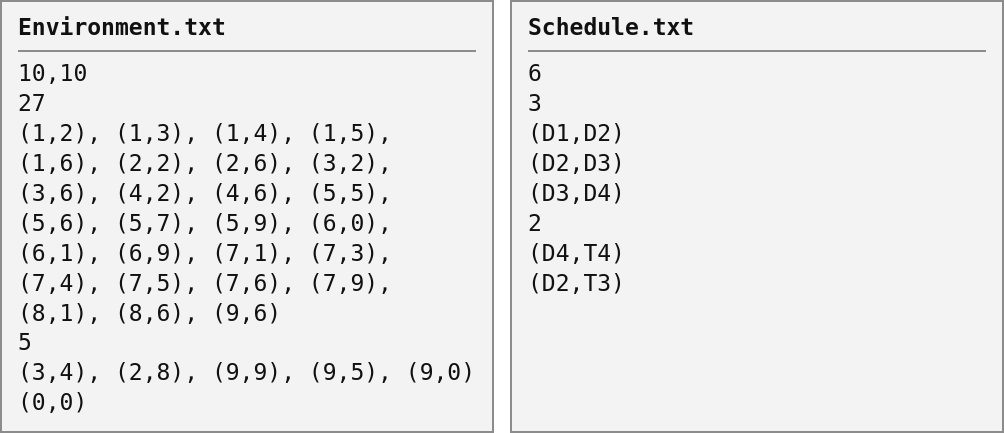 Environment.txt
10,10
27
(1,2), (1,3), (1,4), (1,5),
(1,6), (2,2), (2,6), (3,2),
(3,6), (4,2), (4,6), (5,5),
(5,6), (5,7), (5,9), (6,0),
(6,1), (6,9), (7,1), (7,3),
(7,4), (7,5), (7,6), (7,9),
(8,1), (8,6), (9,6)
5
(3,4), (2,8), (9,9), (9,5), (9,0)
(0,0)
Schedule.txt
6
3
(D1,D2)
(D2,D3)
(D3,D4)
2
(D4,T4)
(D2,T3)